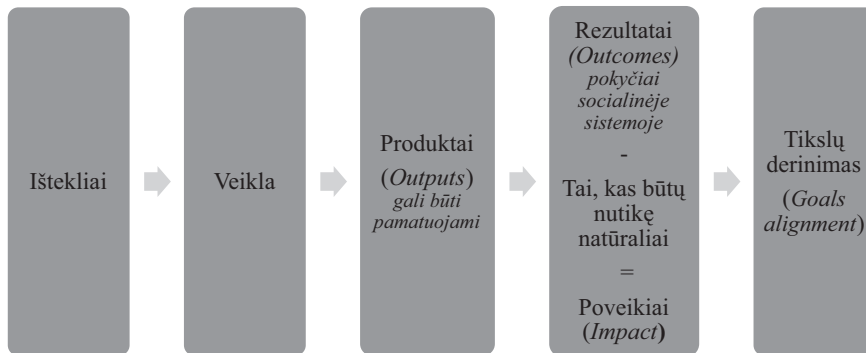 Ištekliai
Veikla
Produktai
(Outputs)
gali būti
pamatuojami
Rezultatai
(Outcomes)
pokyčiai
socialinėje
sistemoje
-
Tai, kas būtų
nutikę
natūraliai
=
Poveikiai
(Impact)
Tikslų
derinimas
(Goals
alignment)